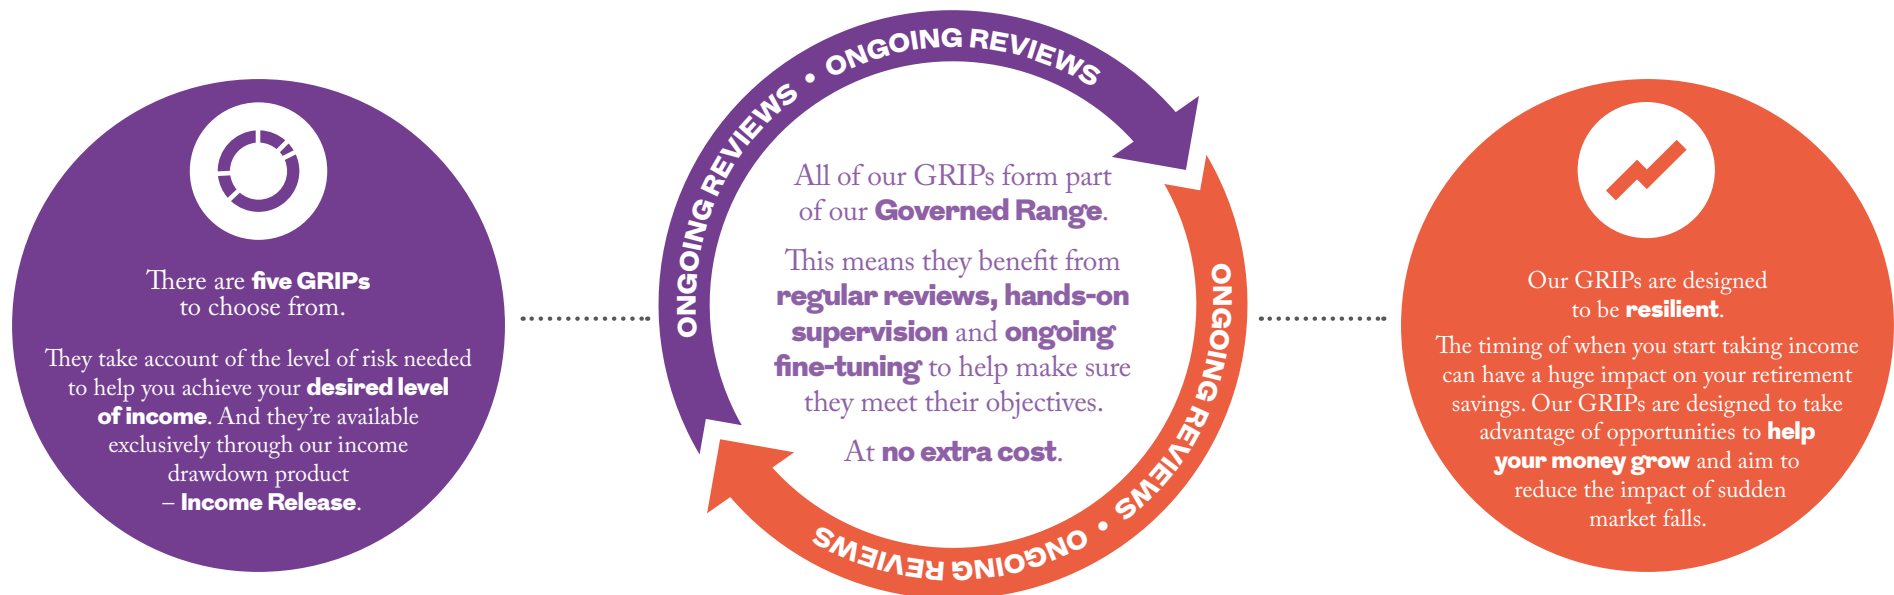 There are five GRIPs
to choose from.
They take account of the level of risk needed
to help you achieve your desired level
of income. And they're available
exclusively through our income
drawdown product
– Income Release.
ONGOING REVIEWS • ONGOING REVIEWS
All of our GRIPs form part
of our Governed Range.
This means they benefit from
regular reviews, hands-on
supervision and ongoing
fine-tuning to help make sure
they meet their objectives.
At no extra cost.
ONGOING REVIEWS • ONGOING REVIEWS
Our GRIPs are designed
to be resilient.
The timing of when you start taking income
can have a huge impact on your retirement
savings. Our GRIPs are designed to take
advantage of opportunities to help
your money grow and aim to
reduce the impact of sudden
market falls.